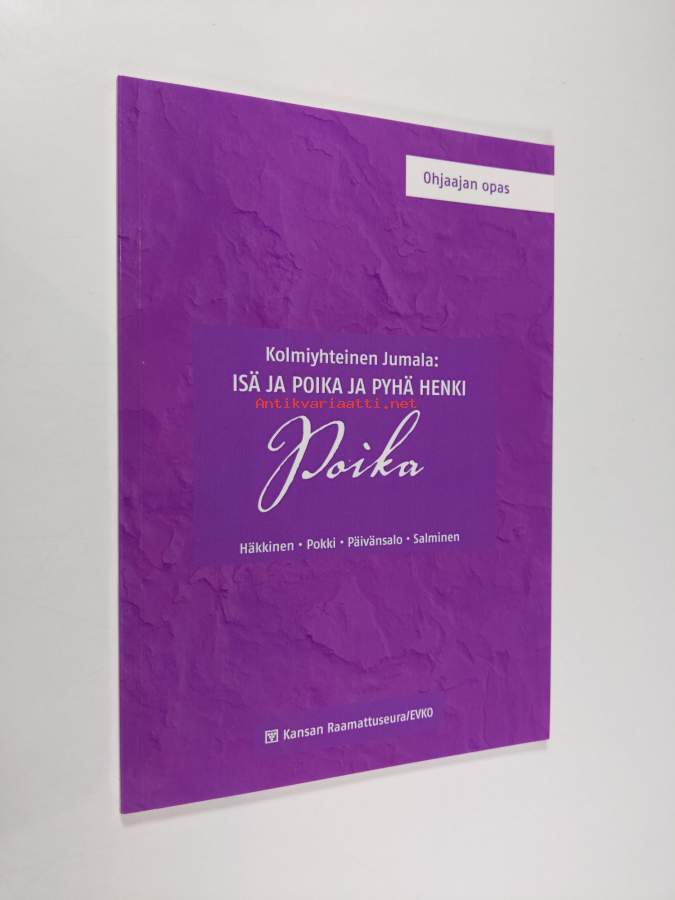 Ohjaajan opas
Kolmiyhteinen Jumala:
ISÄ JA POIKA JA PYHÄ HENKI
Antikvariaatti.net
Poika
Häkkinen • Pokki • Päivänsalo • Salminen
Kansan Raamattuseura/EVKO